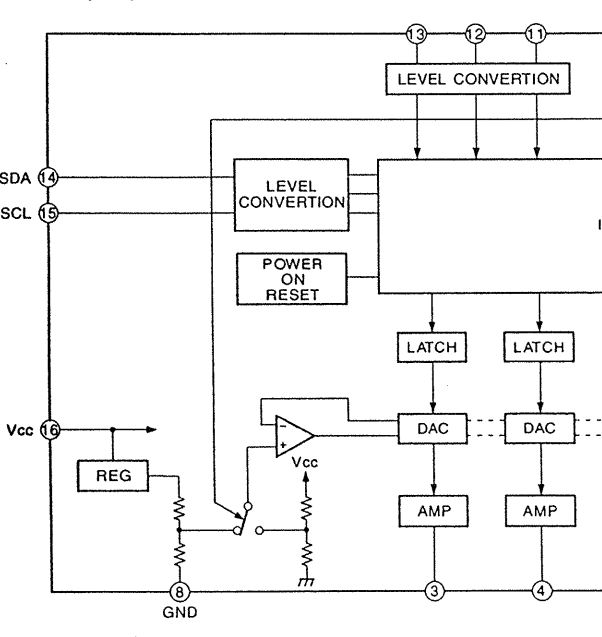 13 12 11
LEVEL CONVERTION
SDA 14
SCL 15
LEVEL
CONVERTION
POWER
ON
RESET
I
LATCH LATCH
Vcc 16
−
+
DAC DAC
REG
Vcc
AMP AMP
8
GND
3 4